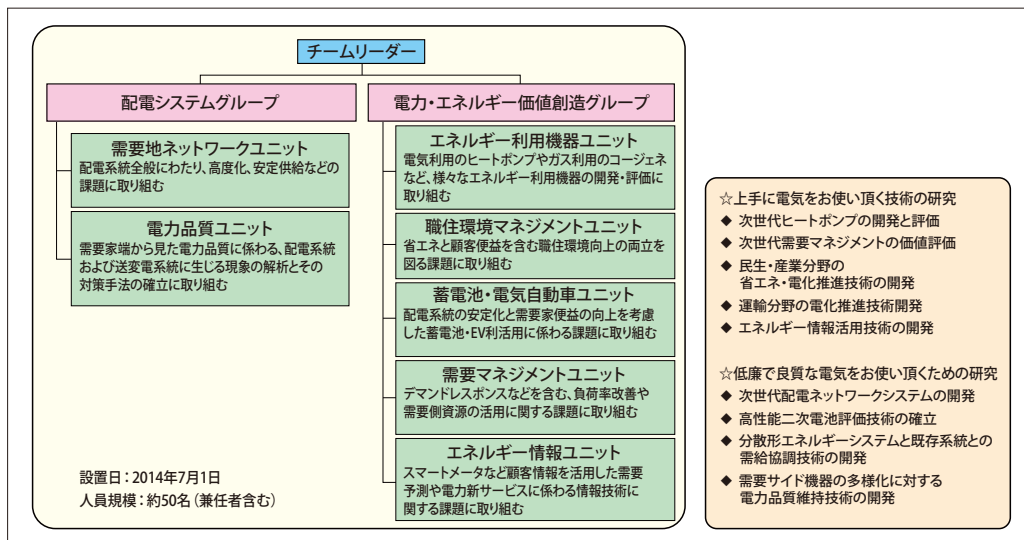 チームリーダー
配電システムグループ
需要地ネットワークユニット
配電系統全般にわたり、高度化、安定供給などの
課題に取り組む
電力品質ユニット
需要家端から見た電力品質に係わる、配電系統
および送変電系統に生じる現象の解析とその
対策手法の確立に取り組む
電力・エネルギー価値創造グループ
エネルギー利用機器ユニット
電気利用のヒートポンプやガス利用のコージェネ
など、様々なエネルギー利用機器の開発・評価に
取り組む
職住環境マネジメントユニット
省エネと顧客便益を含む職住環境向上の両立を
図る課題に取り組む
蓄電池・電気自動車ユニット
配電系統の安定化と需要家便益の向上を考慮
した蓄電池・EV利活用に係わる課題に取り組む
需要マネジメントユニット
デマンドレスポンスなどを含む、負荷率改善や
需要側資源の活用に関する課題に取り組む
エネルギー情報ユニット
スマートメータなど顧客情報を活用した需要
予測や電力新サービスに係わる情報技術に
関する課題に取り組む
設置日：2014年7月1日
人員規模：約50名（兼任者含む）
☆上手に電気をお使い頂く技術の研究
◆ 次世代ヒートポンプの開発と評価
◆ 次世代需要マネジメントの価値評価
◆ 民生・産業分野の
省エネ・電化推進技術の開発
◆ 運輸分野の電化推進技術開発
◆ エネルギー情報活用技術の開発
☆低廉で良質な電気をお使い頂くための研究
◆ 次世代配電ネットワークシステムの開発
◆ 高性能二次電池評価技術の確立
◆ 分散形エネルギーシステムと既存系統との
需給協調技術の開発
◆ 需要サイド機器の多様化に対する
電力品質維持技術の開発